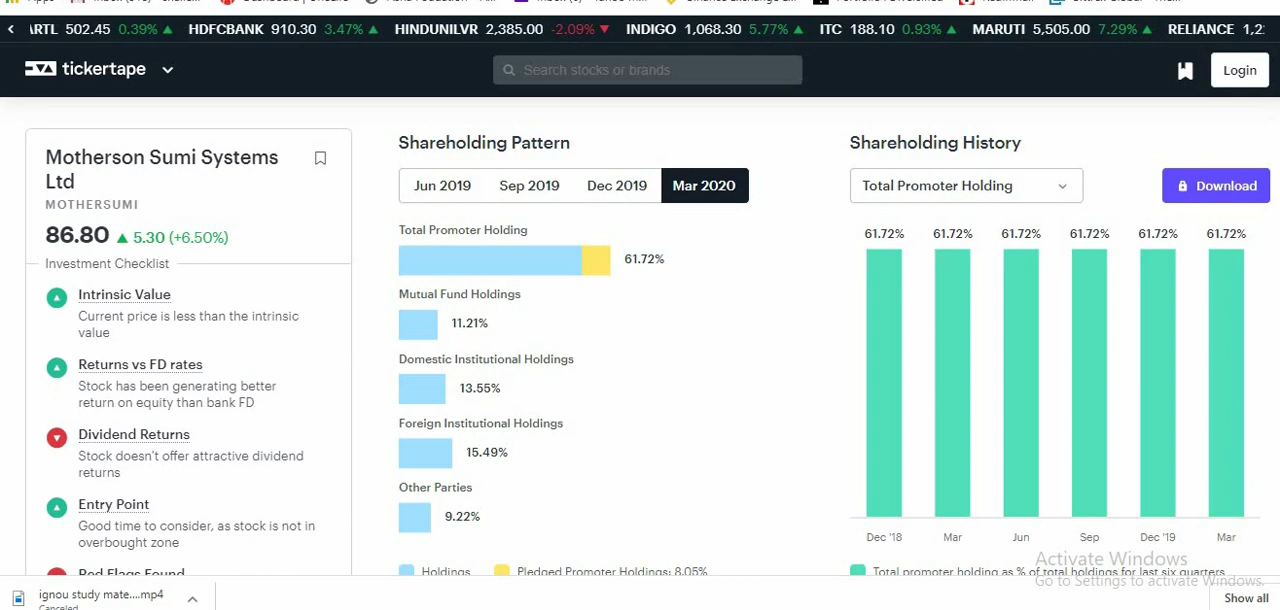 ARTL 502.45 0.39% ▲ HDFCBANK 910.30 3.47% ▲ HINDUNILVR 2,385.00 -2.09% ▼ INDIGO 1,068.30 5.77% ▲ ITC 188.10 0.93% ▲ MARUTI 5,505.00 7.29% ▲ RELIANCE 1,2
tickertape
Search stocks or brands
Login
Motherson Sumi Systems
Ltd
MOTHERSUMI
86.80 ▲ 5.30 (+6.50%)
Investment Checklist
Intrinsic Value
Current price is less than the intrinsic
value
Returns vs FD rates
Stock has been generating better
return on equity than bank FD
Dividend Returns
Stock doesn't offer attractive dividend
returns
Entry Point
Good time to consider, as stock is not in
overbought zone
Red Flags Found
Shareholding Pattern
Jun 2019 Sep 2019 Dec 2019 Mar 2020
Total Promoter Holding
61.72%
Mutual Fund Holdings
11.21%
Domestic Institutional Holdings
13.55%
Foreign Institutional Holdings
15.49%
Other Parties
9.22%
Holdings Pledged Promoter Holdings: 8.05%
Shareholding History
Total Promoter Holding
Download
61.72% 61.72% 61.72% 61.72% 61.72% 61.72%
Dec '18 Mar Jun Sep Dec '19 Mar
Total promoter holding as % of total holdings for last six quarters
Activate Windows
Go to Settings to activate Windows.
ignou study mate....mp4
Canceled
Show all